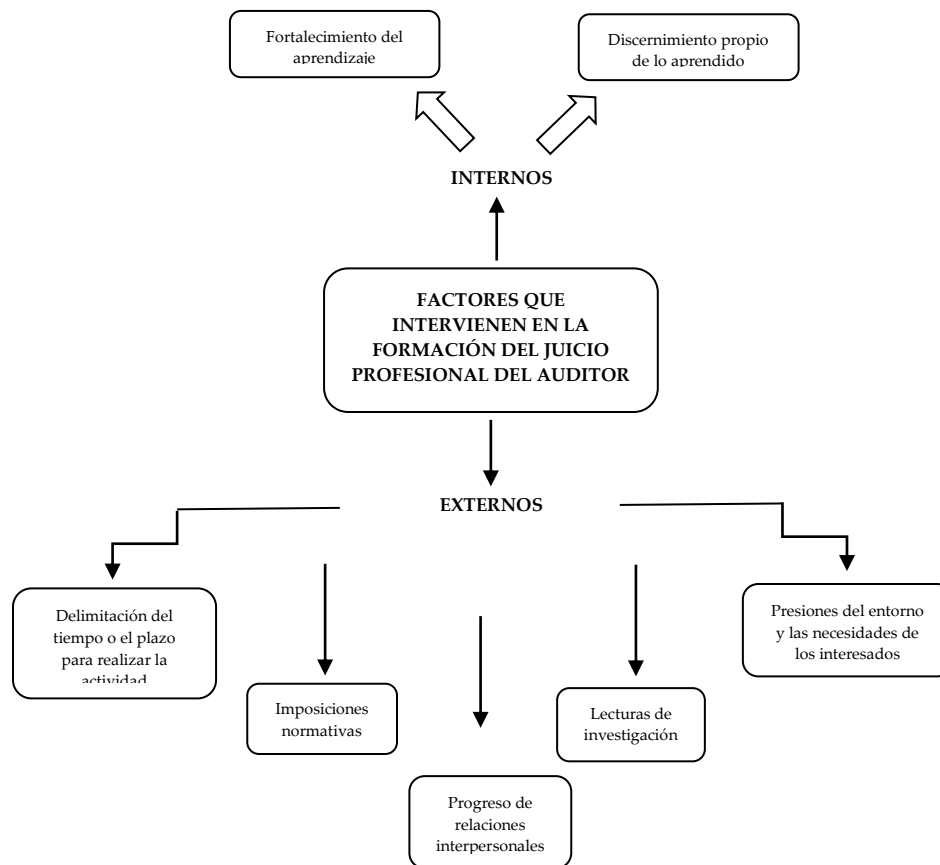 Fortalecimiento del
aprendizaje
Discernimiento propio
de lo aprendido
INTERNOS
FACTORES QUE
INTERVIENEN EN LA
FORMACIÓN DEL JUICIO
PROFESIONAL DEL AUDITOR
EXTERNOS
Delimitación del
tiempo o el plazo
para realizar la
actividad
Imposiciones
normativas
Progreso de
relaciones
interpersonales
Lecturas de
investigación
Presiones del entorno
y las necesidades de
los interesados